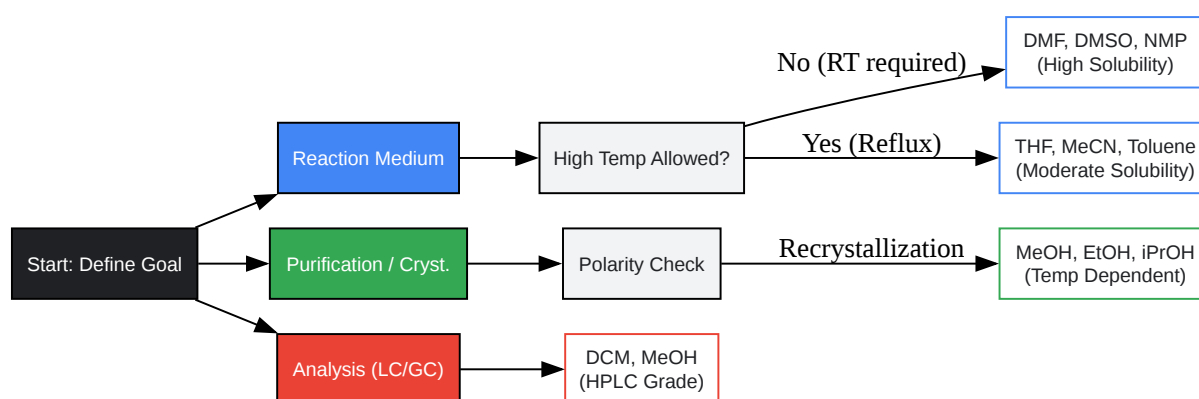 No (RT required)
DMF, DMSO, NMP
(High Solubility)
Reaction Medium
High Temp Allowed?
Yes (Reflux)
THF, MeCN, Toluene
(Moderate Solubility)
Start: Define Goal
Purification / Cryst.
Polarity Check
Recrystallization
MeOH, EtOH, iPrOH
(Temp Dependent)
Analysis (LC/GC)
DCM, MeOH
(HPLC Grade)